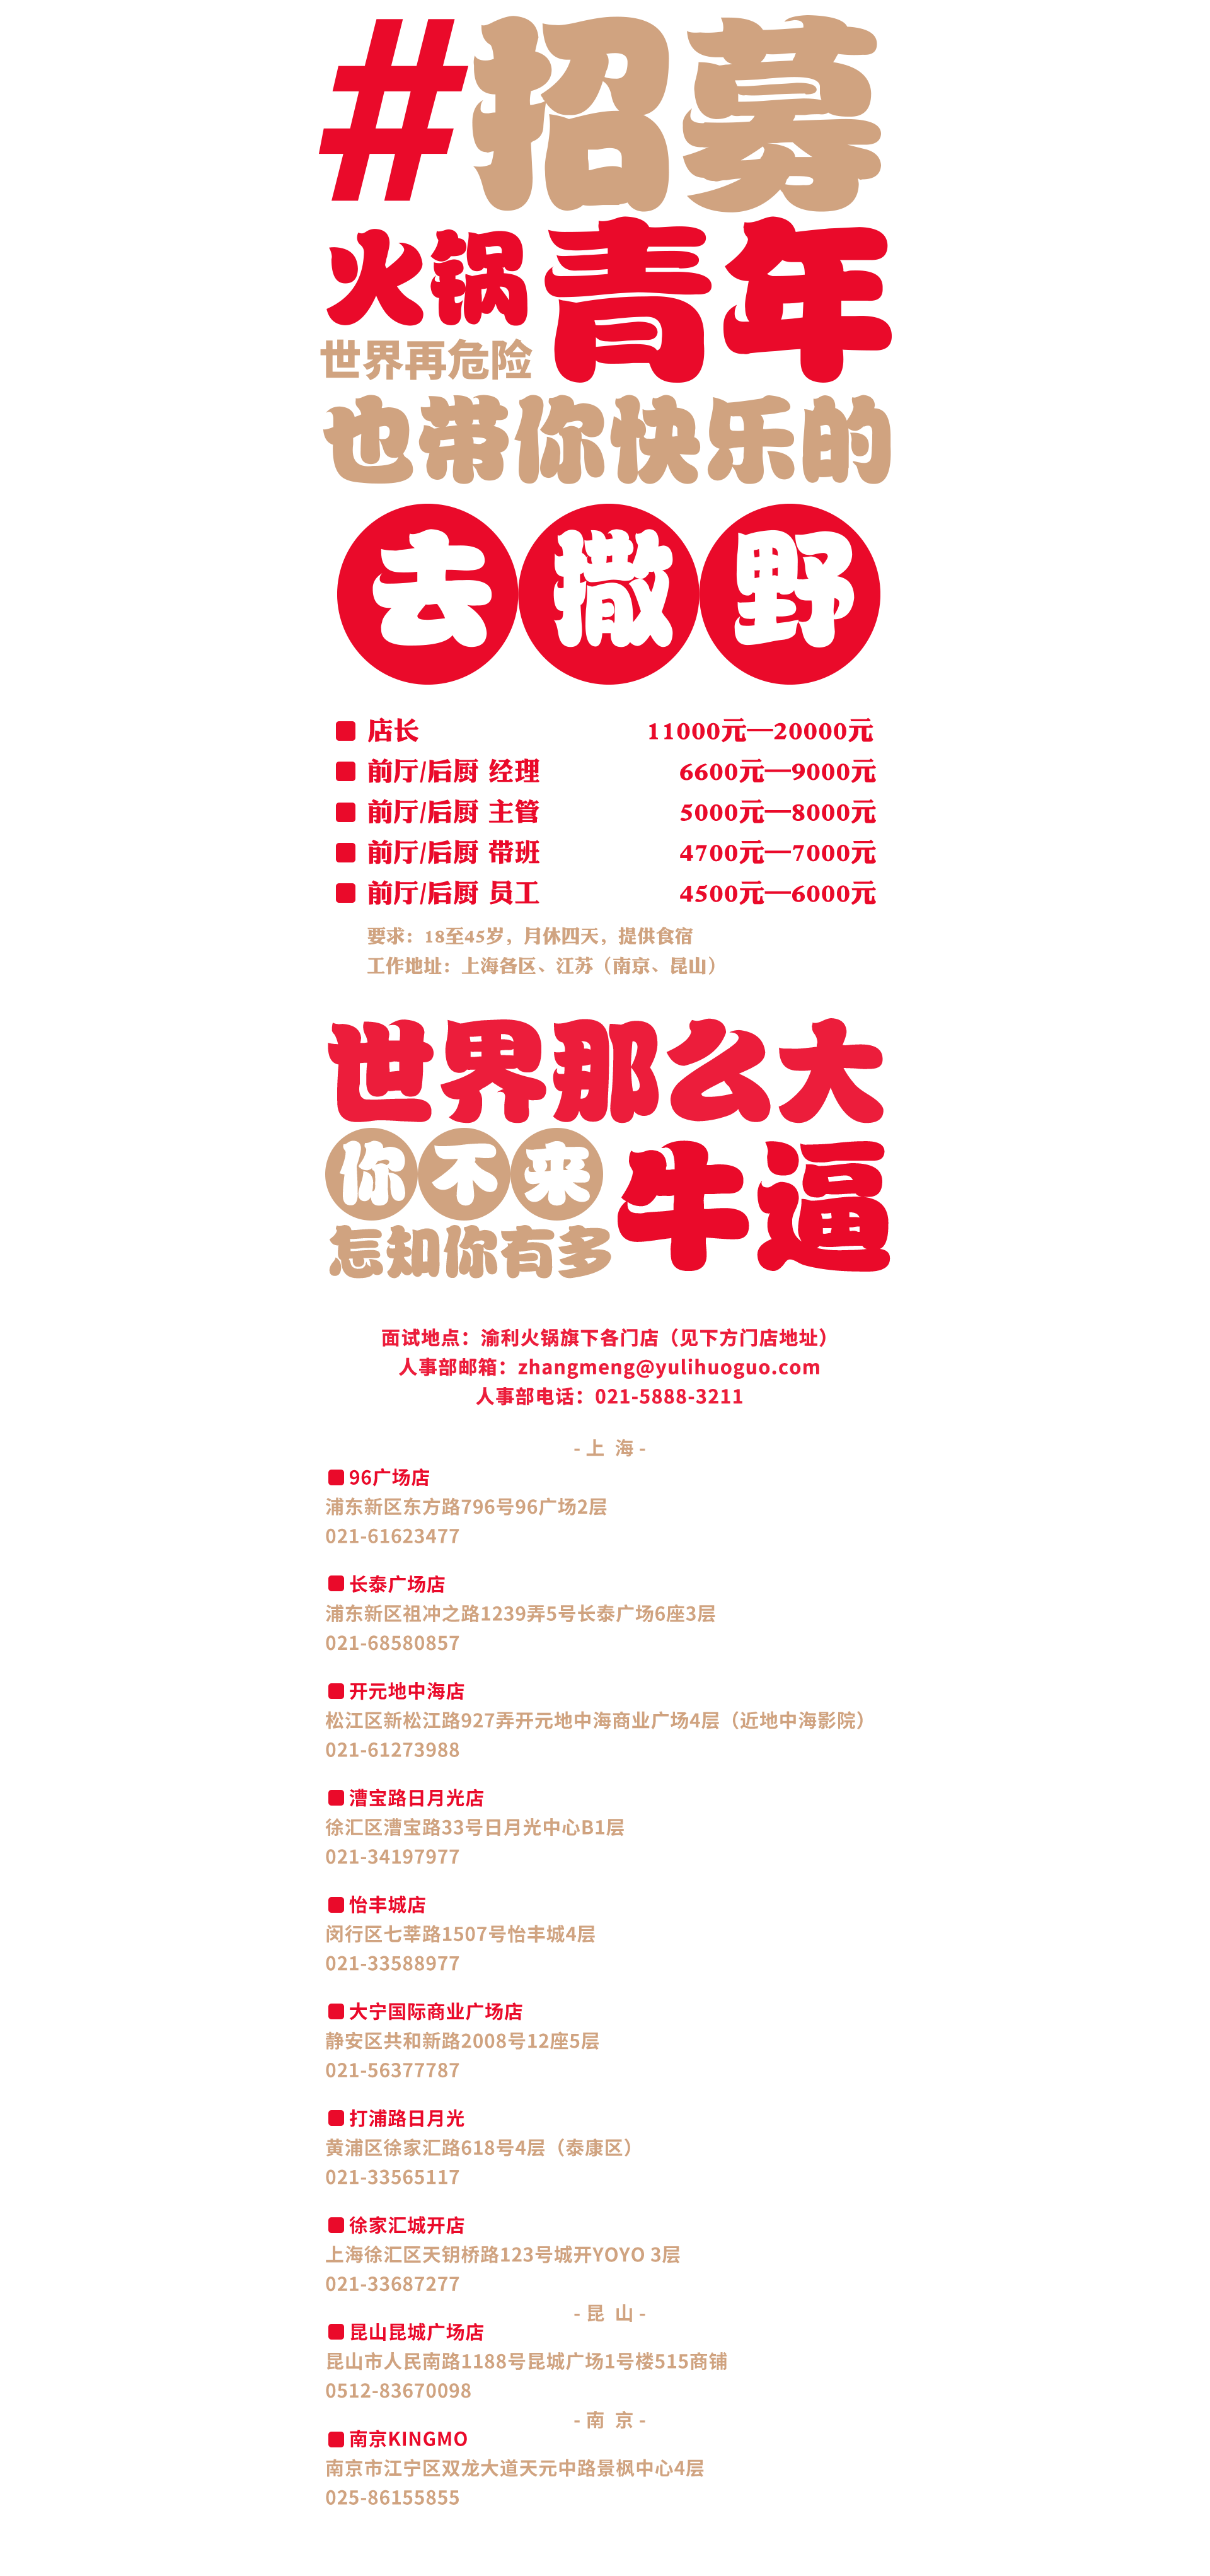 #招募
火锅青年
世界再危险
也带你快乐的
去撒野
店长 11000元—20000元
前厅/后厨 经理 6600元—9000元
前厅/后厨 主管 5000元—8000元
前厅/后厨 带班 4700元—7000元
前厅/后厨 员工 4500元—6000元
要求：18至45岁，月休四天，提供食宿
工作地址：上海各区、江苏（南京、昆山）
世界那么大
你不来
怎知你有多
牛逼
面试地点：渝利火锅旗下各门店（见下方门店地址）
人事部邮箱：zhangmeng@yulihuoguo.com
人事部电话：021-5888-3211
- 上 海 -
96广场店
浦东新区东方路796号96广场2层
021-61623477
长泰广场店
浦东新区祖冲之路1239弄5号长泰广场6座3层
021-68580857
开元地中海店
松江区新松江路927弄开元地中海商业广场4层（近地中海影院）
021-61273988
漕宝路日月光店
徐汇区漕宝路33号日月光中心B1层
021-34197977
怡丰城店
闵行区七莘路1507号怡丰城4层
021-33588977
大宁国际商业广场店
静安区共和新路2008号12座5层
021-56377787
打浦路日月光
黄浦区徐家汇路618号4层（泰康区）
021-33565117
徐家汇城开店
上海徐汇区天钥桥路123号城开YOYO 3层
021-33687277
- 昆 山 -
昆山昆城广场店
昆山市人民南路1188号昆城广场1号楼515商铺
0512-83670098
- 南 京 -
南京KINGMO
南京市江宁区双龙大道天元中路景枫中心4层
025-86155855